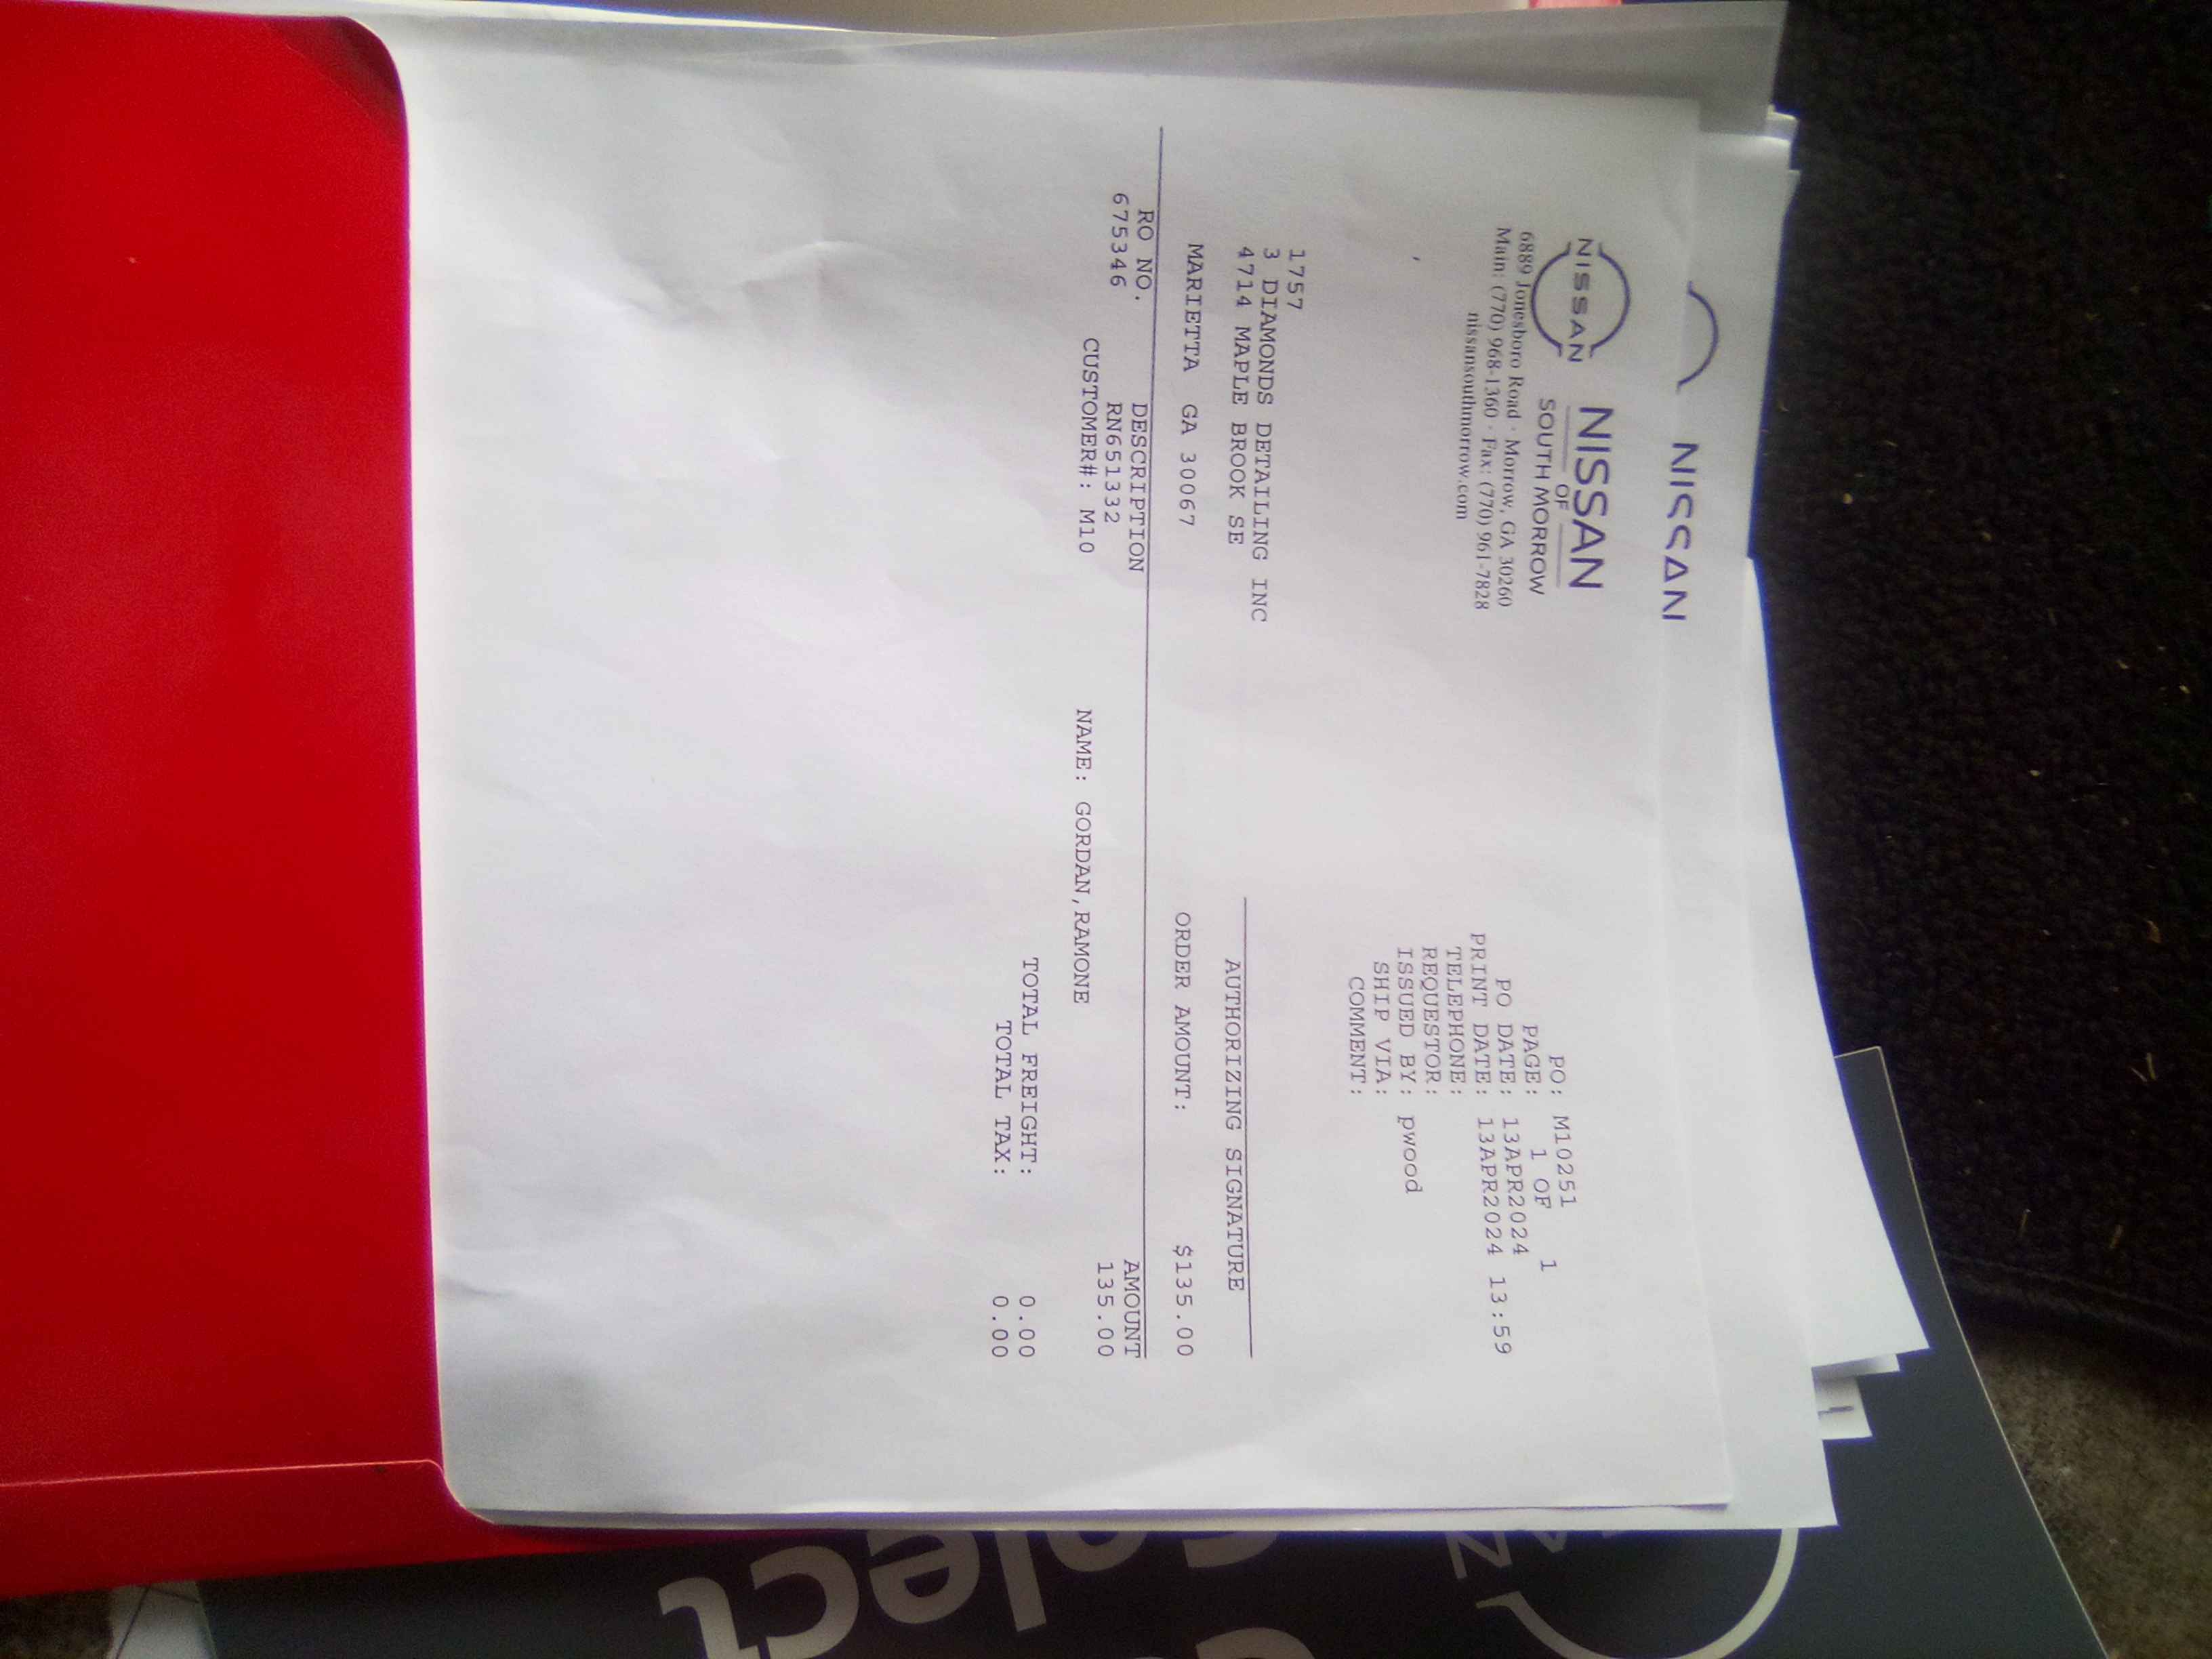 NISSAN
NISSAN
NISSAN
OF
SOUTH MORROW
6889 Jonesboro Road · Morrow, GA 30260
Main: (770) 968-1360 · Fax: (770) 961-7828
nissansouthmorrow.com
PO: M10251
PAGE: 1 OF 1
PO DATE: 13APR2024
PRINT DATE: 13APR2024 13:59
TELEPHONE:
REQUESTOR:
ISSUED BY: pwood
SHIP VIA:
COMMENT:
1757
3 DIAMONDS DETAILING INC
4714 MAPLE BROOK SE
MARIETTA GA 30067
AUTHORIZING SIGNATURE
ORDER AMOUNT: $135.00
RO NO. DESCRIPTION AMOUNT
675346 RN651332 135.00
CUSTOMER#: M10 NAME: GORDAN,RAMONE
TOTAL FREIGHT: 0.00
TOTAL TAX: 0.00